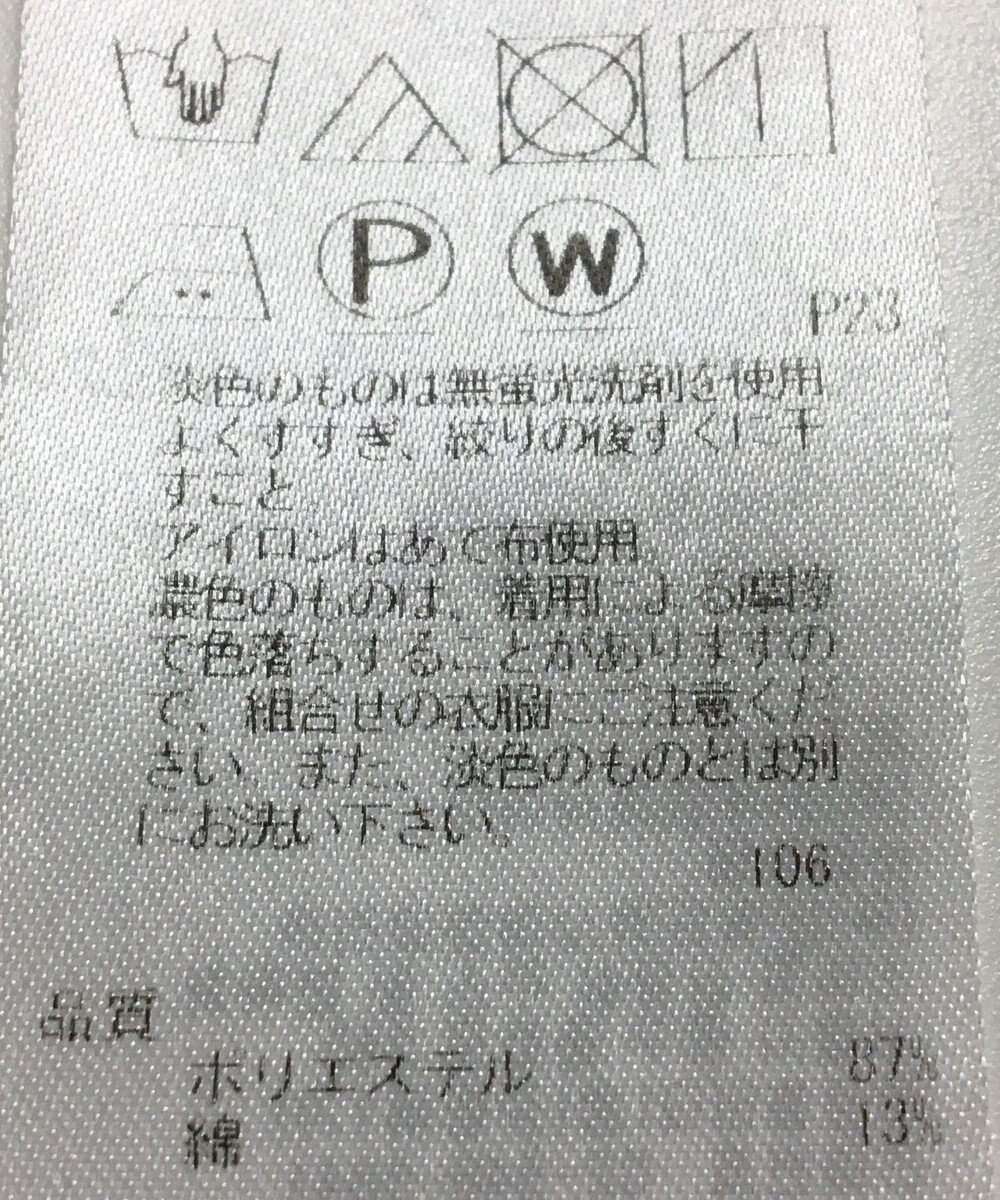 P W
P23
淡色のものは無蛍光洗剤を使用
よくすすぎ、絞りの後すぐに干
すこと。
アイロンはあて布使用
濃色のものは、着用による摩擦
で色落ちすることがありますの
で、組合せの衣服にご注意くだ
さい。また、淡色のものとは別
にお洗い下さい。
106
品質
ポリエステル 87%
綿 13%